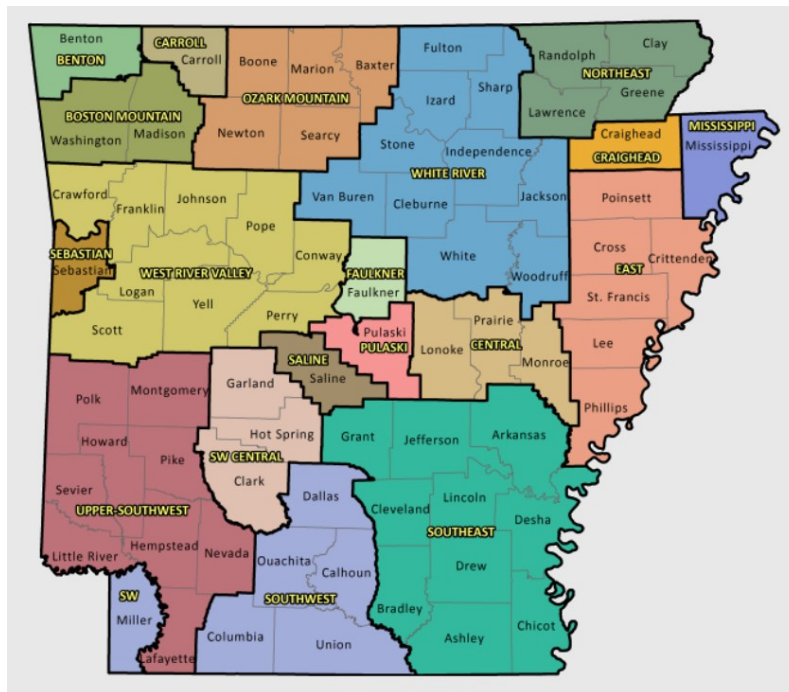 Benton
BENTON
CARROLL
Carroll
Boone
Marion
Baxter
OZARK MOUNTAIN
Newton
Searcy
Fulton
Sharp
Izard
Stone
Independence
WHITE RIVER
Van Buren
Cleburne
Jackson
White
Woodruff
Randolph
Clay
NORTHEAST
Greene
Lawrence
Craighead
CRAIGHEAD
MISSISSIPPI
Mississippi
BOSTON MOUNTAIN
Washington
Madison
Crawford
Franklin
Johnson
Pope
Conway
SEBASTIAN
Sebastian
WEST RIVER VALLEY
Logan
Yell
Perry
Scott
FAULKNER
Faulkner
Poinsett
Cross
Crittenden
EAST
St. Francis
Lee
Phillips
Pulaski
PULASKI
Prairie
Lonoke
CENTRAL
Monroe
SALINE
Saline
Garland
Hot Spring
SW CENTRAL
Clark
Polk
Montgomery
Howard
Pike
Sevier
UPPER-SOUTHWEST
Hempstead
Little River
Nevada
Lafayette
SW
Miller
Dallas
Ouachita
Calhoun
SOUTHWEST
Columbia
Union
Grant
Jefferson
Arkansas
Cleveland
Lincoln
Desha
SOUTHEAST
Drew
Bradley
Ashley
Chicot